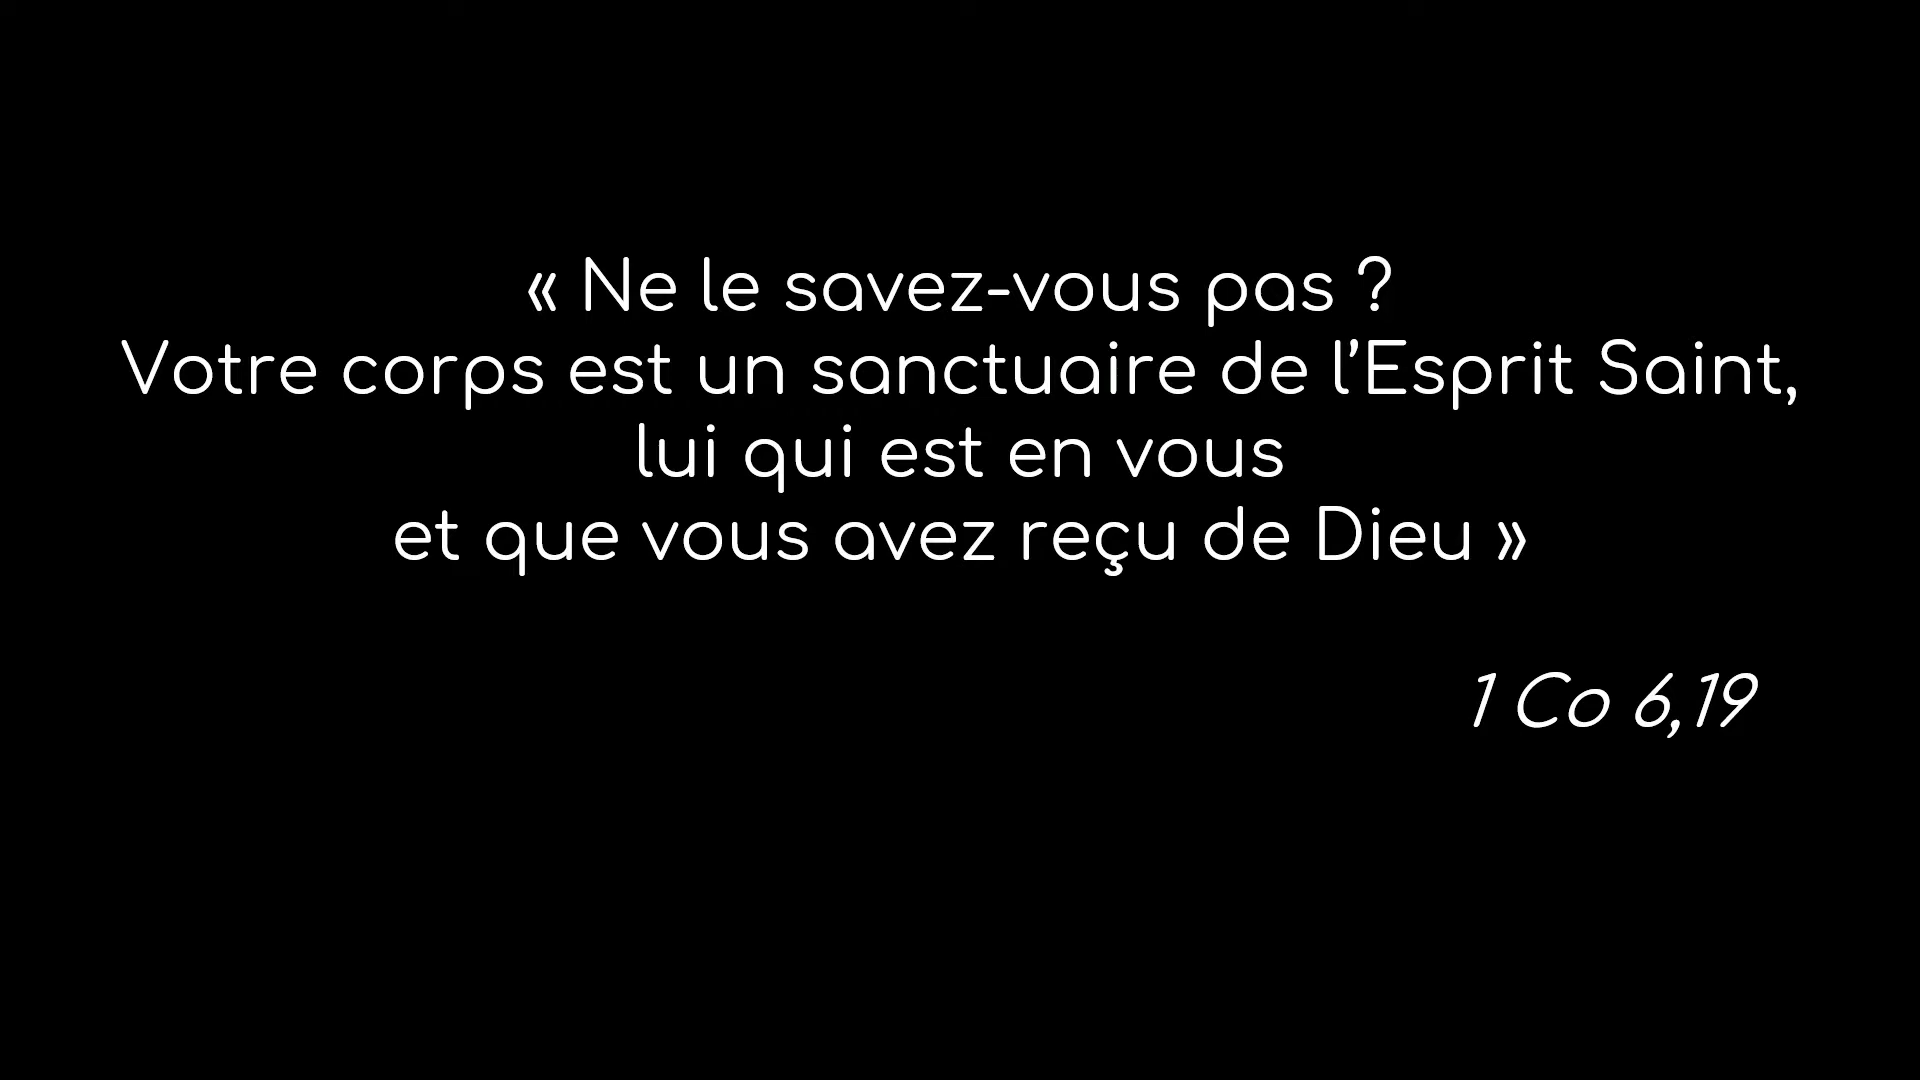 « Ne le savez-vous pas ?
Votre corps est un sanctuaire de l’Esprit Saint,
lui qui est en vous
et que vous avez reçu de Dieu »
1 Co 6,19